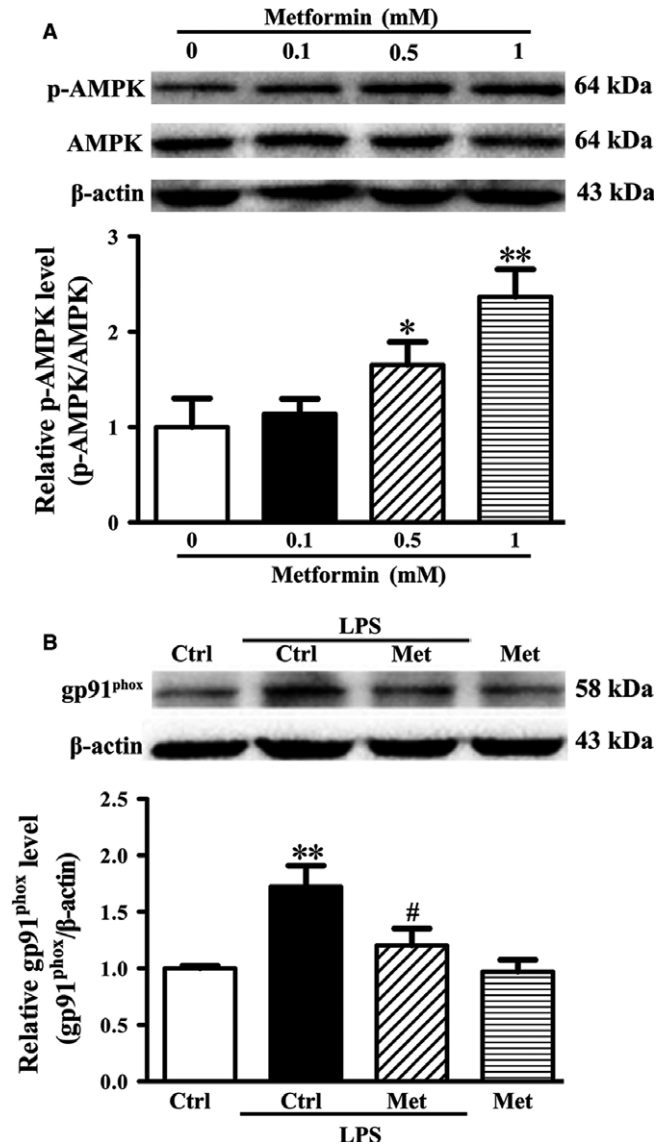 A
Metformin (mM)
0 0.1 0.5 1
p-AMPK 64 kDa
AMPK 64 kDa
β-actin 43 kDa
Relative p-AMPK level
(p-AMPK/AMPK)
3
2
1
0
*
**
0 0.1 0.5 1
Metformin (mM)
B
LPS
Ctrl Ctrl Met Met
gp91phox 58 kDa
β-actin 43 kDa
Relative gp91phox level
(gp91phox/β-actin)
2.5
2.0
1.5
1.0
0.5
0.0
**
#
Ctrl Ctrl Met Met
LPS